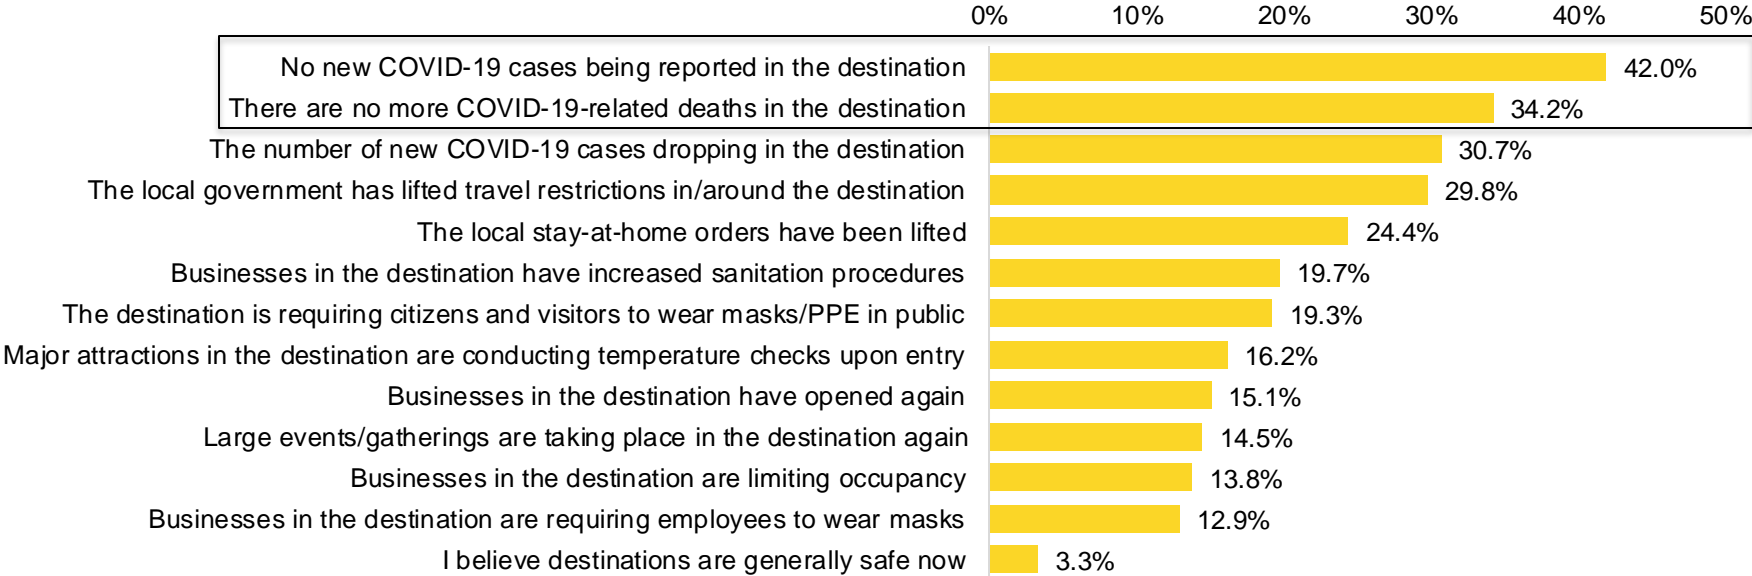 0% 10% 20% 30% 40% 50%
No new COVID-19 cases being reported in the destination 42.0%
There are no more COVID-19-related deaths in the destination 34.2%
The number of new COVID-19 cases dropping in the destination 30.7%
The local government has lifted travel restrictions in/around the destination 29.8%
The local stay-at-home orders have been lifted 24.4%
Businesses in the destination have increased sanitation procedures 19.7%
The destination is requiring citizens and visitors to wear masks/PPE in public 19.3%
Major attractions in the destination are conducting temperature checks upon entry 16.2%
Businesses in the destination have opened again 15.1%
Large events/gatherings are taking place in the destination again 14.5%
Businesses in the destination are limiting occupancy 13.8%
Businesses in the destination are requiring employees to wear masks 12.9%
I believe destinations are generally safe now 3.3%